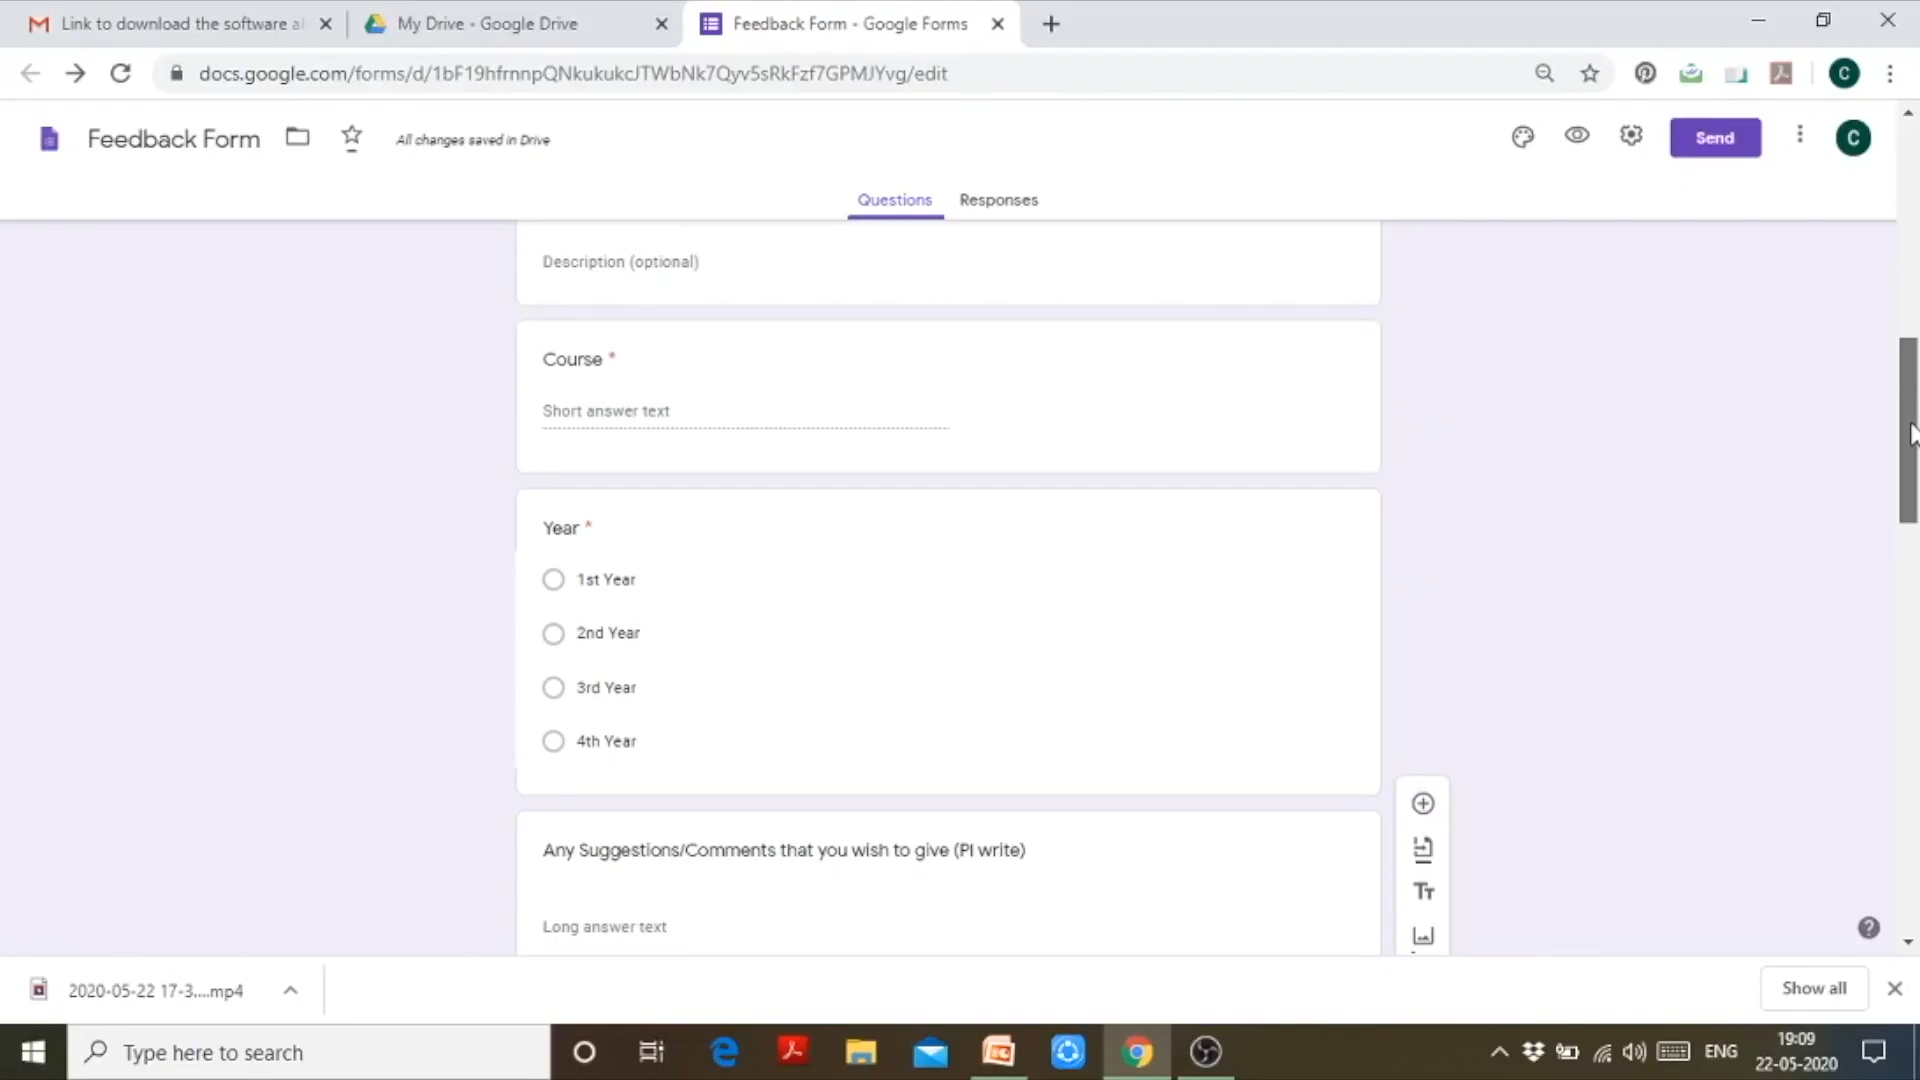 Link to download the software a
My Drive - Google Drive
Feedback Form - Google Forms
docs.google.com/forms/d/1bF19hfrnnpQNkukukcJTWbNk7Qyv5sRkFzf7GPMJYvg/edit
C
Feedback Form
All changes saved in Drive
Send
C
Questions
Responses
Description (optional)
Course *
Short answer text
Year *
1st Year
2nd Year
3rd Year
4th Year
Any Suggestions/Comments that you wish to give (Pl write)
Long answer text
2020-05-22 17-3....mp4
Show all
Type here to search
ENG
19:09
22-05-2020